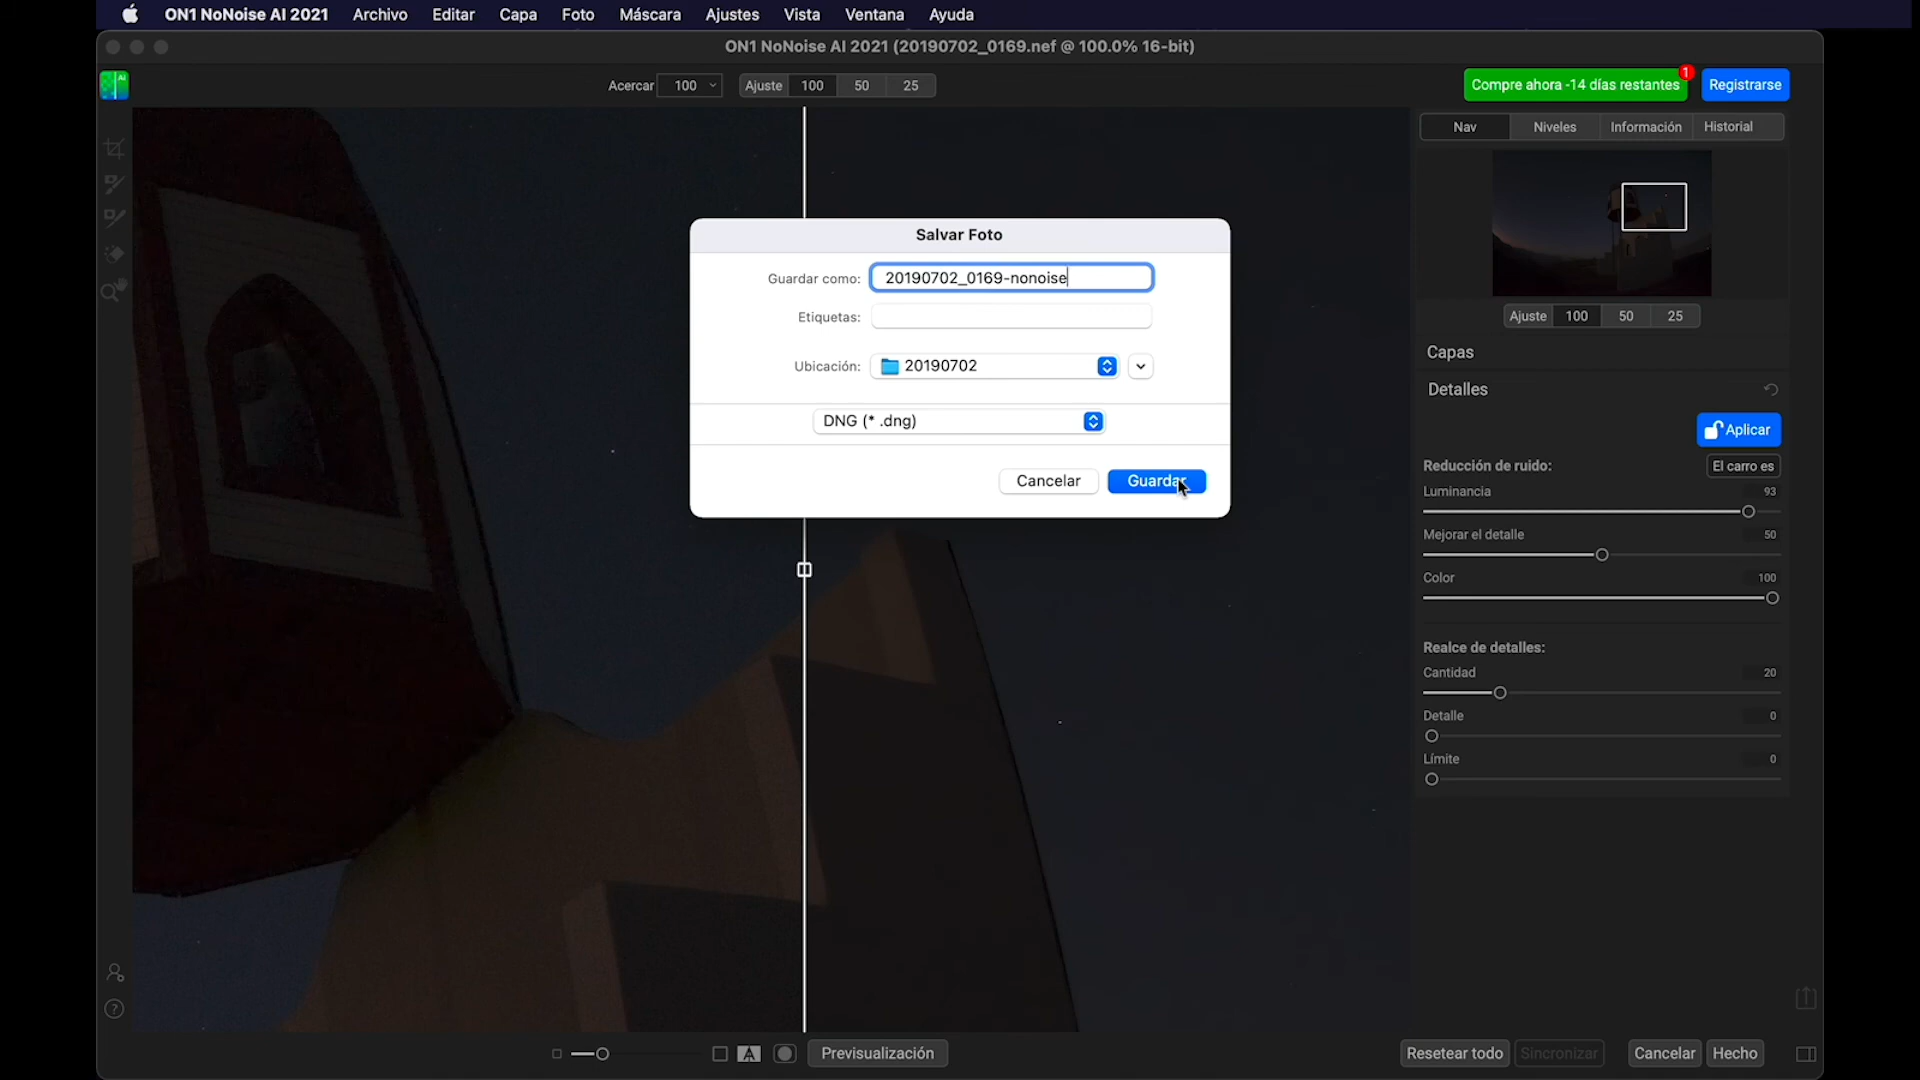 ON1 NoNoise AI 2021 Archivo Editar Capa Foto Máscara Ajustes Vista Ventana Ayuda
ON1 NoNoise AI 2021 (20190702_0169.nef @ 100.0% 16-bit)
AI
Acercar 100 Ajuste 100 50 25
Compre ahora -14 días restantes 1 Registrarse
Nav Niveles Información Historial
Salvar Foto
Guardar como: 20190702_0169-nonoise
Etiquetas:
Ubicación: 20190702
DNG (* .dng)
Cancelar Guardar
Ajuste 100 50 25
Capas
Detalles
Aplicar
Reducción de ruido: El carro es
Luminancia 93
Mejorar el detalle 50
Color 100
Realce de detalles:
Cantidad 20
Detalle 0
Límite 0
?
A Previsualización
Resetear todo Sincronizar Cancelar Hecho